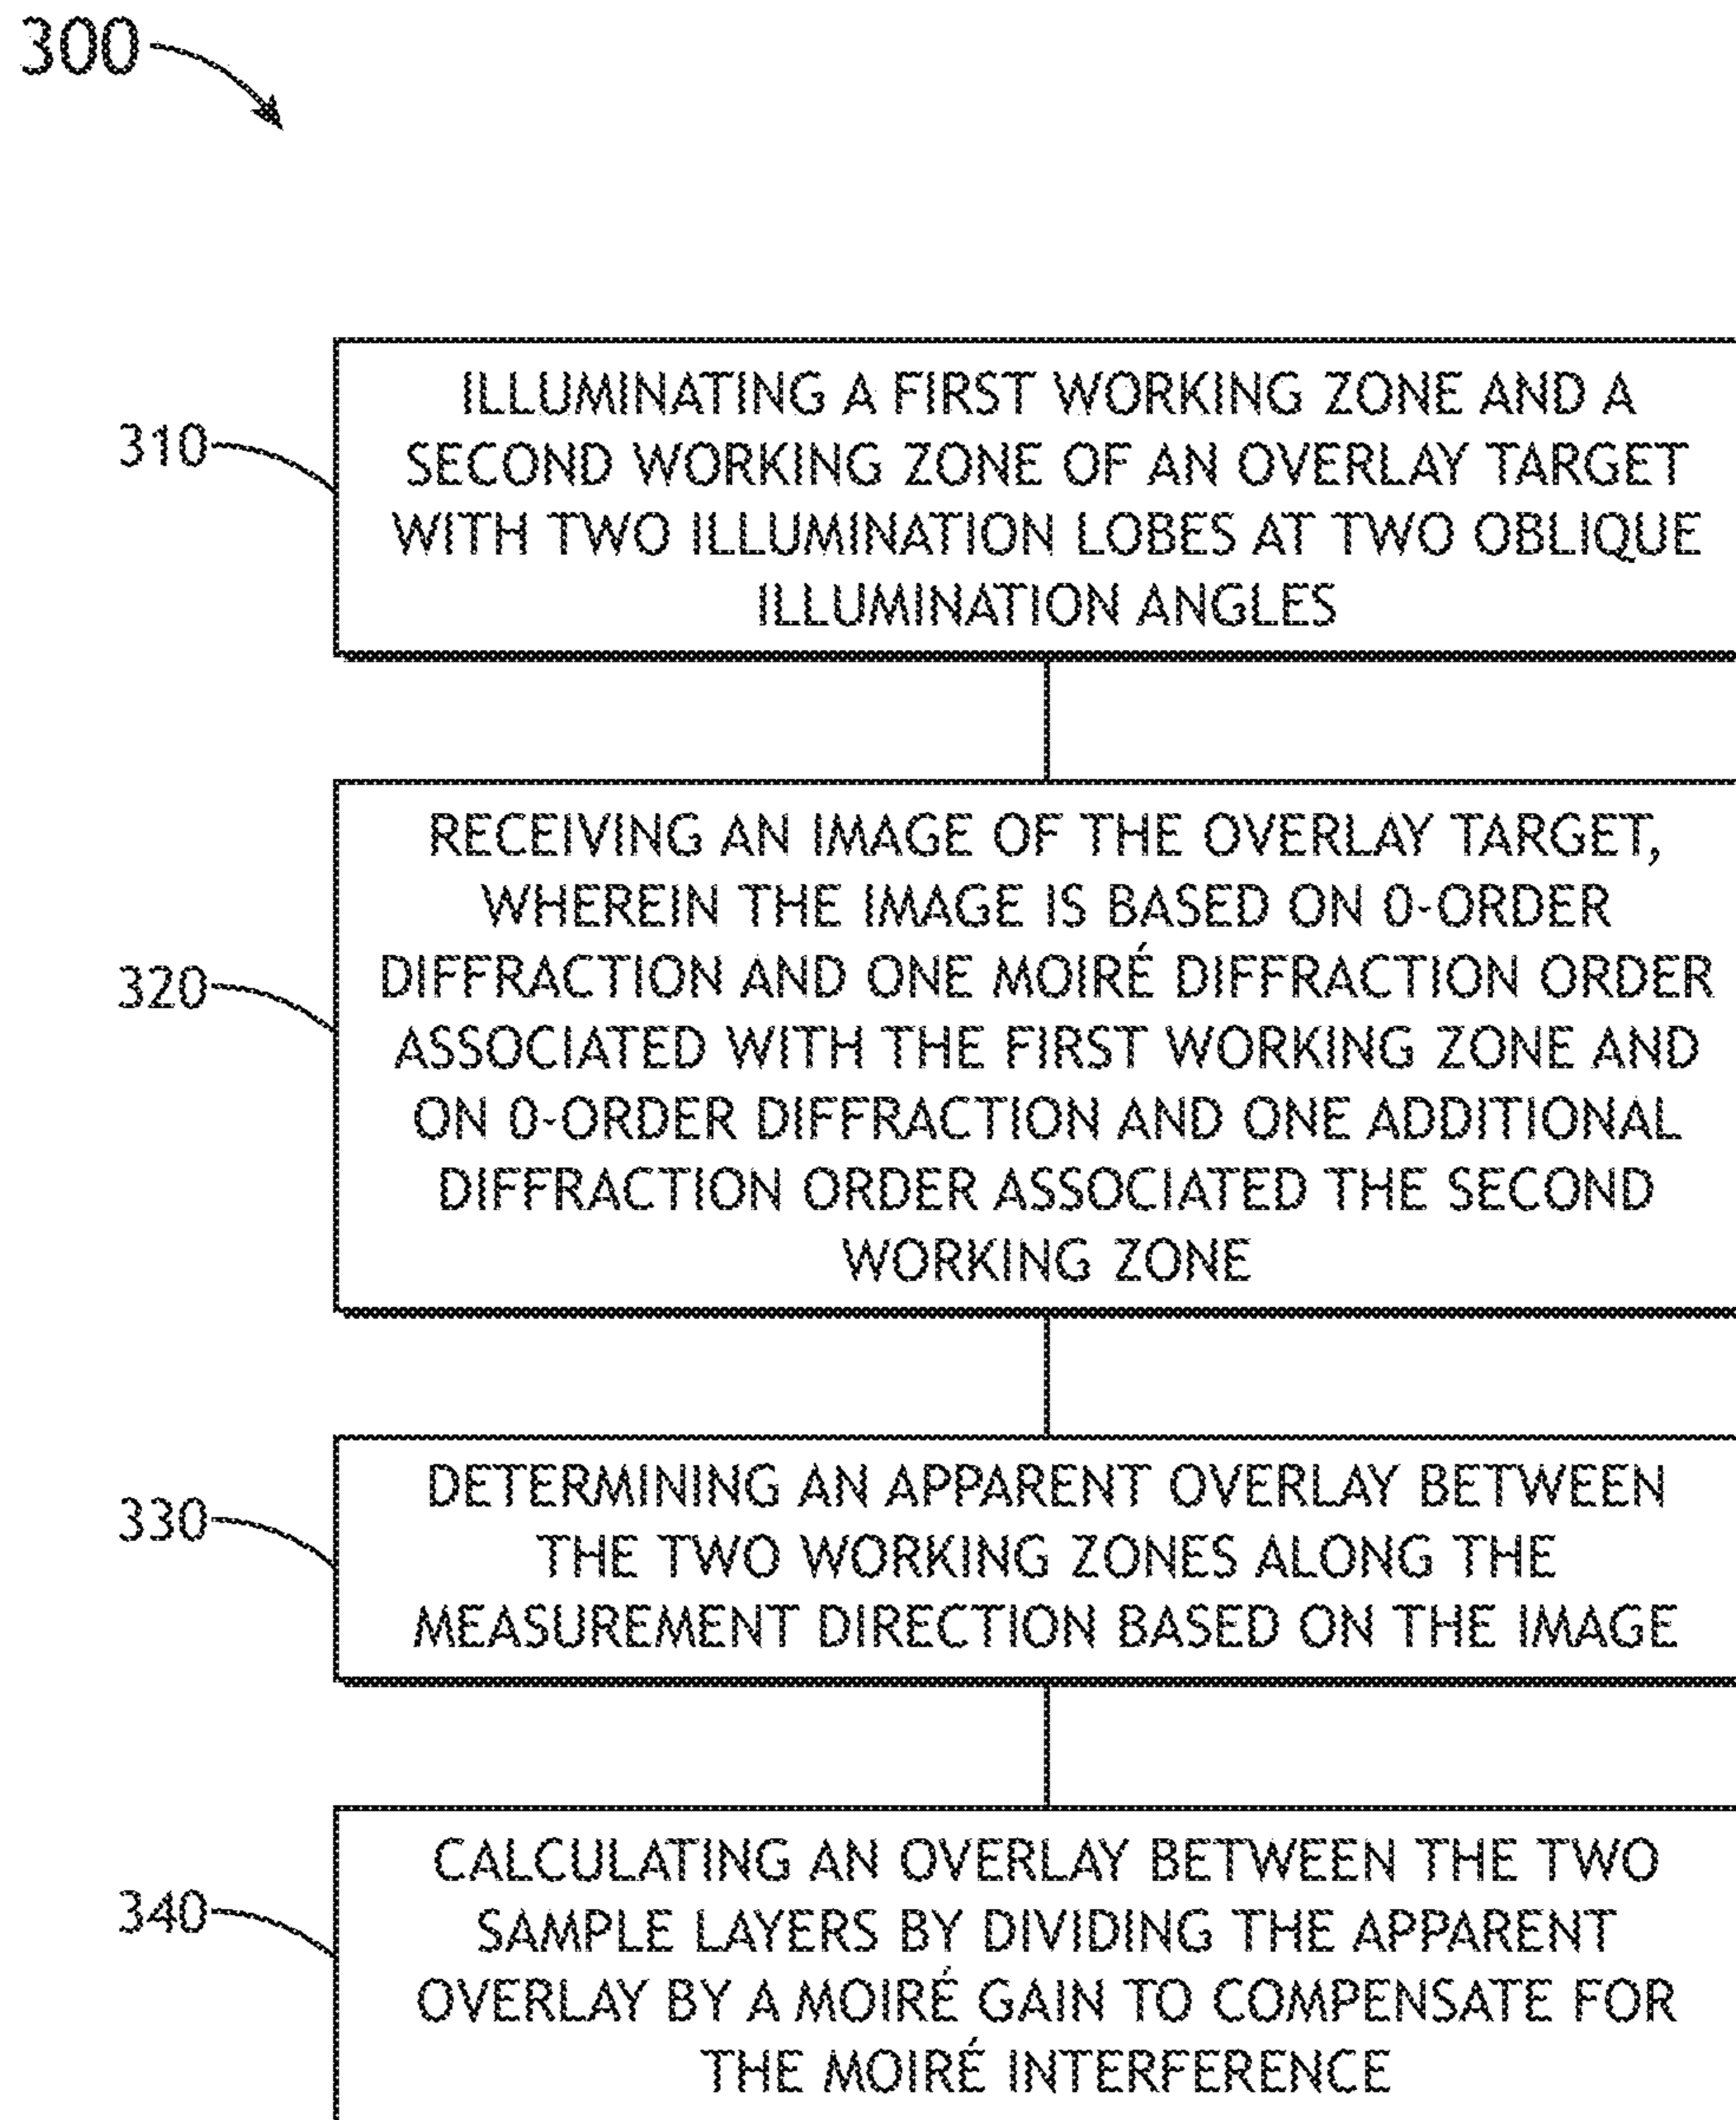 300
310
ILLUMINATING A FIRST WORKING ZONE AND A
SECOND WORKING ZONE OF AN OVERLAY TARGET
WITH TWO ILLUMINATION LOBES AT TWO OBLIQUE
ILLUMINATION ANGLES
320
RECEIVING AN IMAGE OF THE OVERLAY TARGET,
WHEREIN THE IMAGE IS BASED ON 0-ORDER
DIFFRACTION AND ONE MOIRÉ DIFFRACTION ORDER
ASSOCIATED WITH THE FIRST WORKING ZONE AND
ON 0-ORDER DIFFRACTION AND ONE ADDITIONAL
DIFFRACTION ORDER ASSOCIATED THE SECOND
WORKING ZONE
330
DETERMINING AN APPARENT OVERLAY BETWEEN
THE TWO WORKING ZONES ALONG THE
MEASUREMENT DIRECTION BASED ON THE IMAGE
340
CALCULATING AN OVERLAY BETWEEN THE TWO
SAMPLE LAYERS BY DIVIDING THE APPARENT
OVERLAY BY A MOIRÉ GAIN TO COMPENSATE FOR
THE MOIRÉ INTERFERENCE